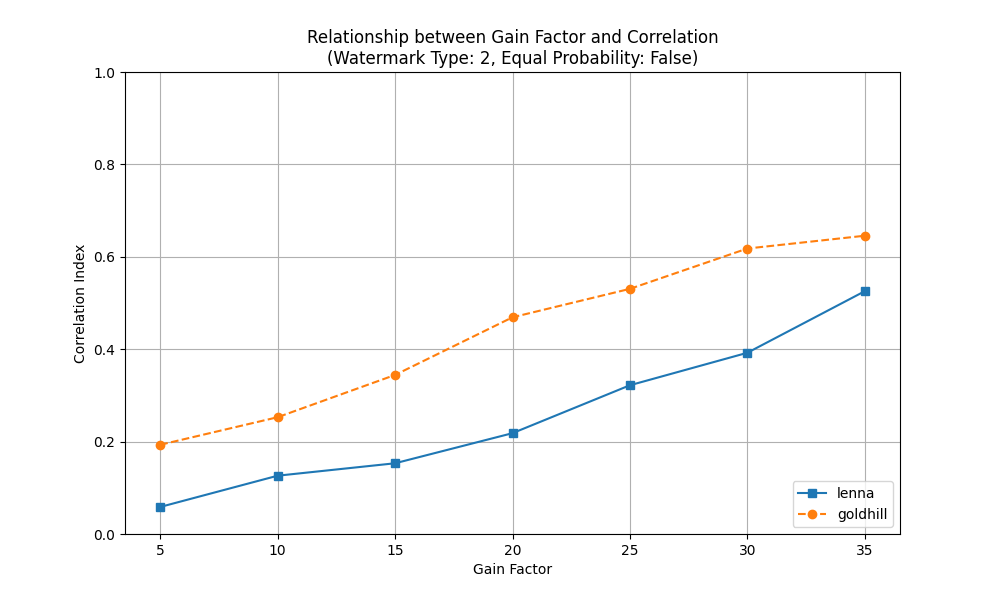 Relationship between Gain Factor and Correlation
(Watermark Type: 2, Equal Probability: False)
1.0
0.8
0.6
0.4
0.2
0.0
Correlation Index
5 10 15 20 25 30 35
Gain Factor
lenna
goldhill